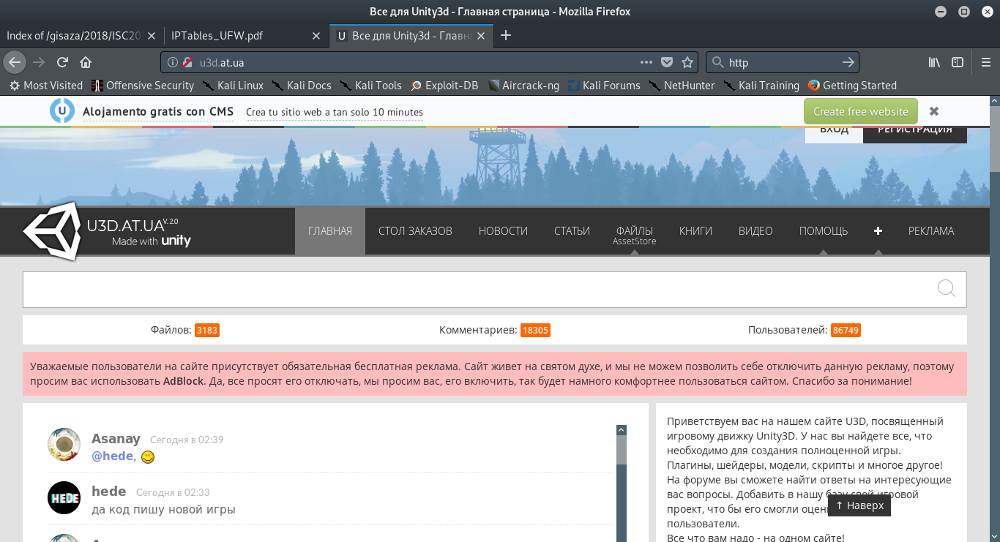 Все для Unity3d - Главная страница - Mozilla Firefox
Index of /gisaza/2018/ISC20
IPTables_UFW.pdf
U Все для Unity3d - Главна
u3d.at.ua
http
Most Visited
Offensive Security
Kali Linux
Kali Docs
Kali Tools
Exploit-DB
Aircrack-ng
Kali Forums
NetHunter
Kali Training
Getting Started
U
Alojamento gratis con CMS
Crea tu sitio web a tan solo 10 minutes
Create free website
ВХОД
РЕГИСТРАЦИЯ
U3D.AT.UA V. 2.0
Made with unity
ГЛАВНАЯ
СТОЛ ЗАКАЗОВ
НОВОСТИ
СТАТЬИ
ФАЙЛЫ
AssetStore
КНИГИ
ВИДЕО
ПОМОЩЬ
+
РЕКЛАМА
Файлов: 3183
Комментариев: 18305
Пользователей: 86749
Уважаемые пользователи на сайте присутствует обязательная бесплатная реклама. Сайт живет на святом духе, и мы не можем позволить себе отключить данную рекламу, поэтому
просим вас использовать AdBlock. Да, все просят его отключать, мы просим вас, его включить, так будет намного комфортнее пользоваться сайтом. Спасибо за понимание!
Asanay Сегодня в 02:39
@hede,
HEDE
hede Сегодня в 02:33
да код пишу новой игры
Приветствуем вас на нашем сайте U3D, посвященный
игровому движку Unity3D. У нас вы найдете все, что
необходимо для создания полноценной игры.
Плагины, шейдеры, модели, скрипты и многое другое!
На форуме вы сможете найти ответы на интересующие
вас вопросы. Добавить в нашу базу свой игровой
проект, что бы его смогли
пользователи.
Все что вам надо - на одном сайте!
↑ Наверх